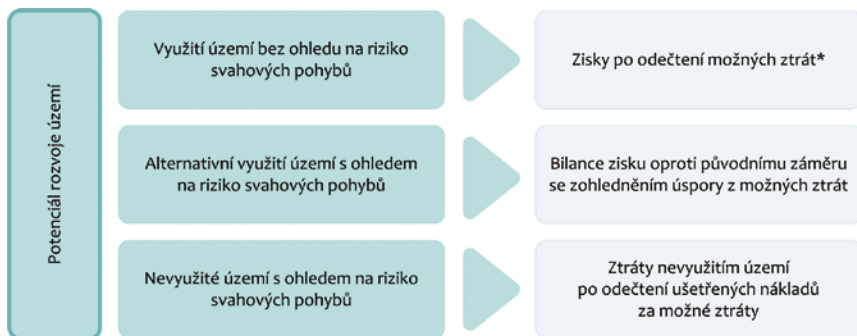 Potenciál rozvoje území
Využití území bez ohledu na riziko
svahových pohybů
Zisky po odečtení možných ztrát*
Alternativní využití území s ohledem
na riziko svahových pohybů
Bilance zisku oproti původnímu záměru
se zohledněním úspory z možných ztrát
Nevyužité území s ohledem na riziko
svahových pohybů
Ztráty nevyužitím území
po odečtení ušetřených nákladů
za možné ztráty